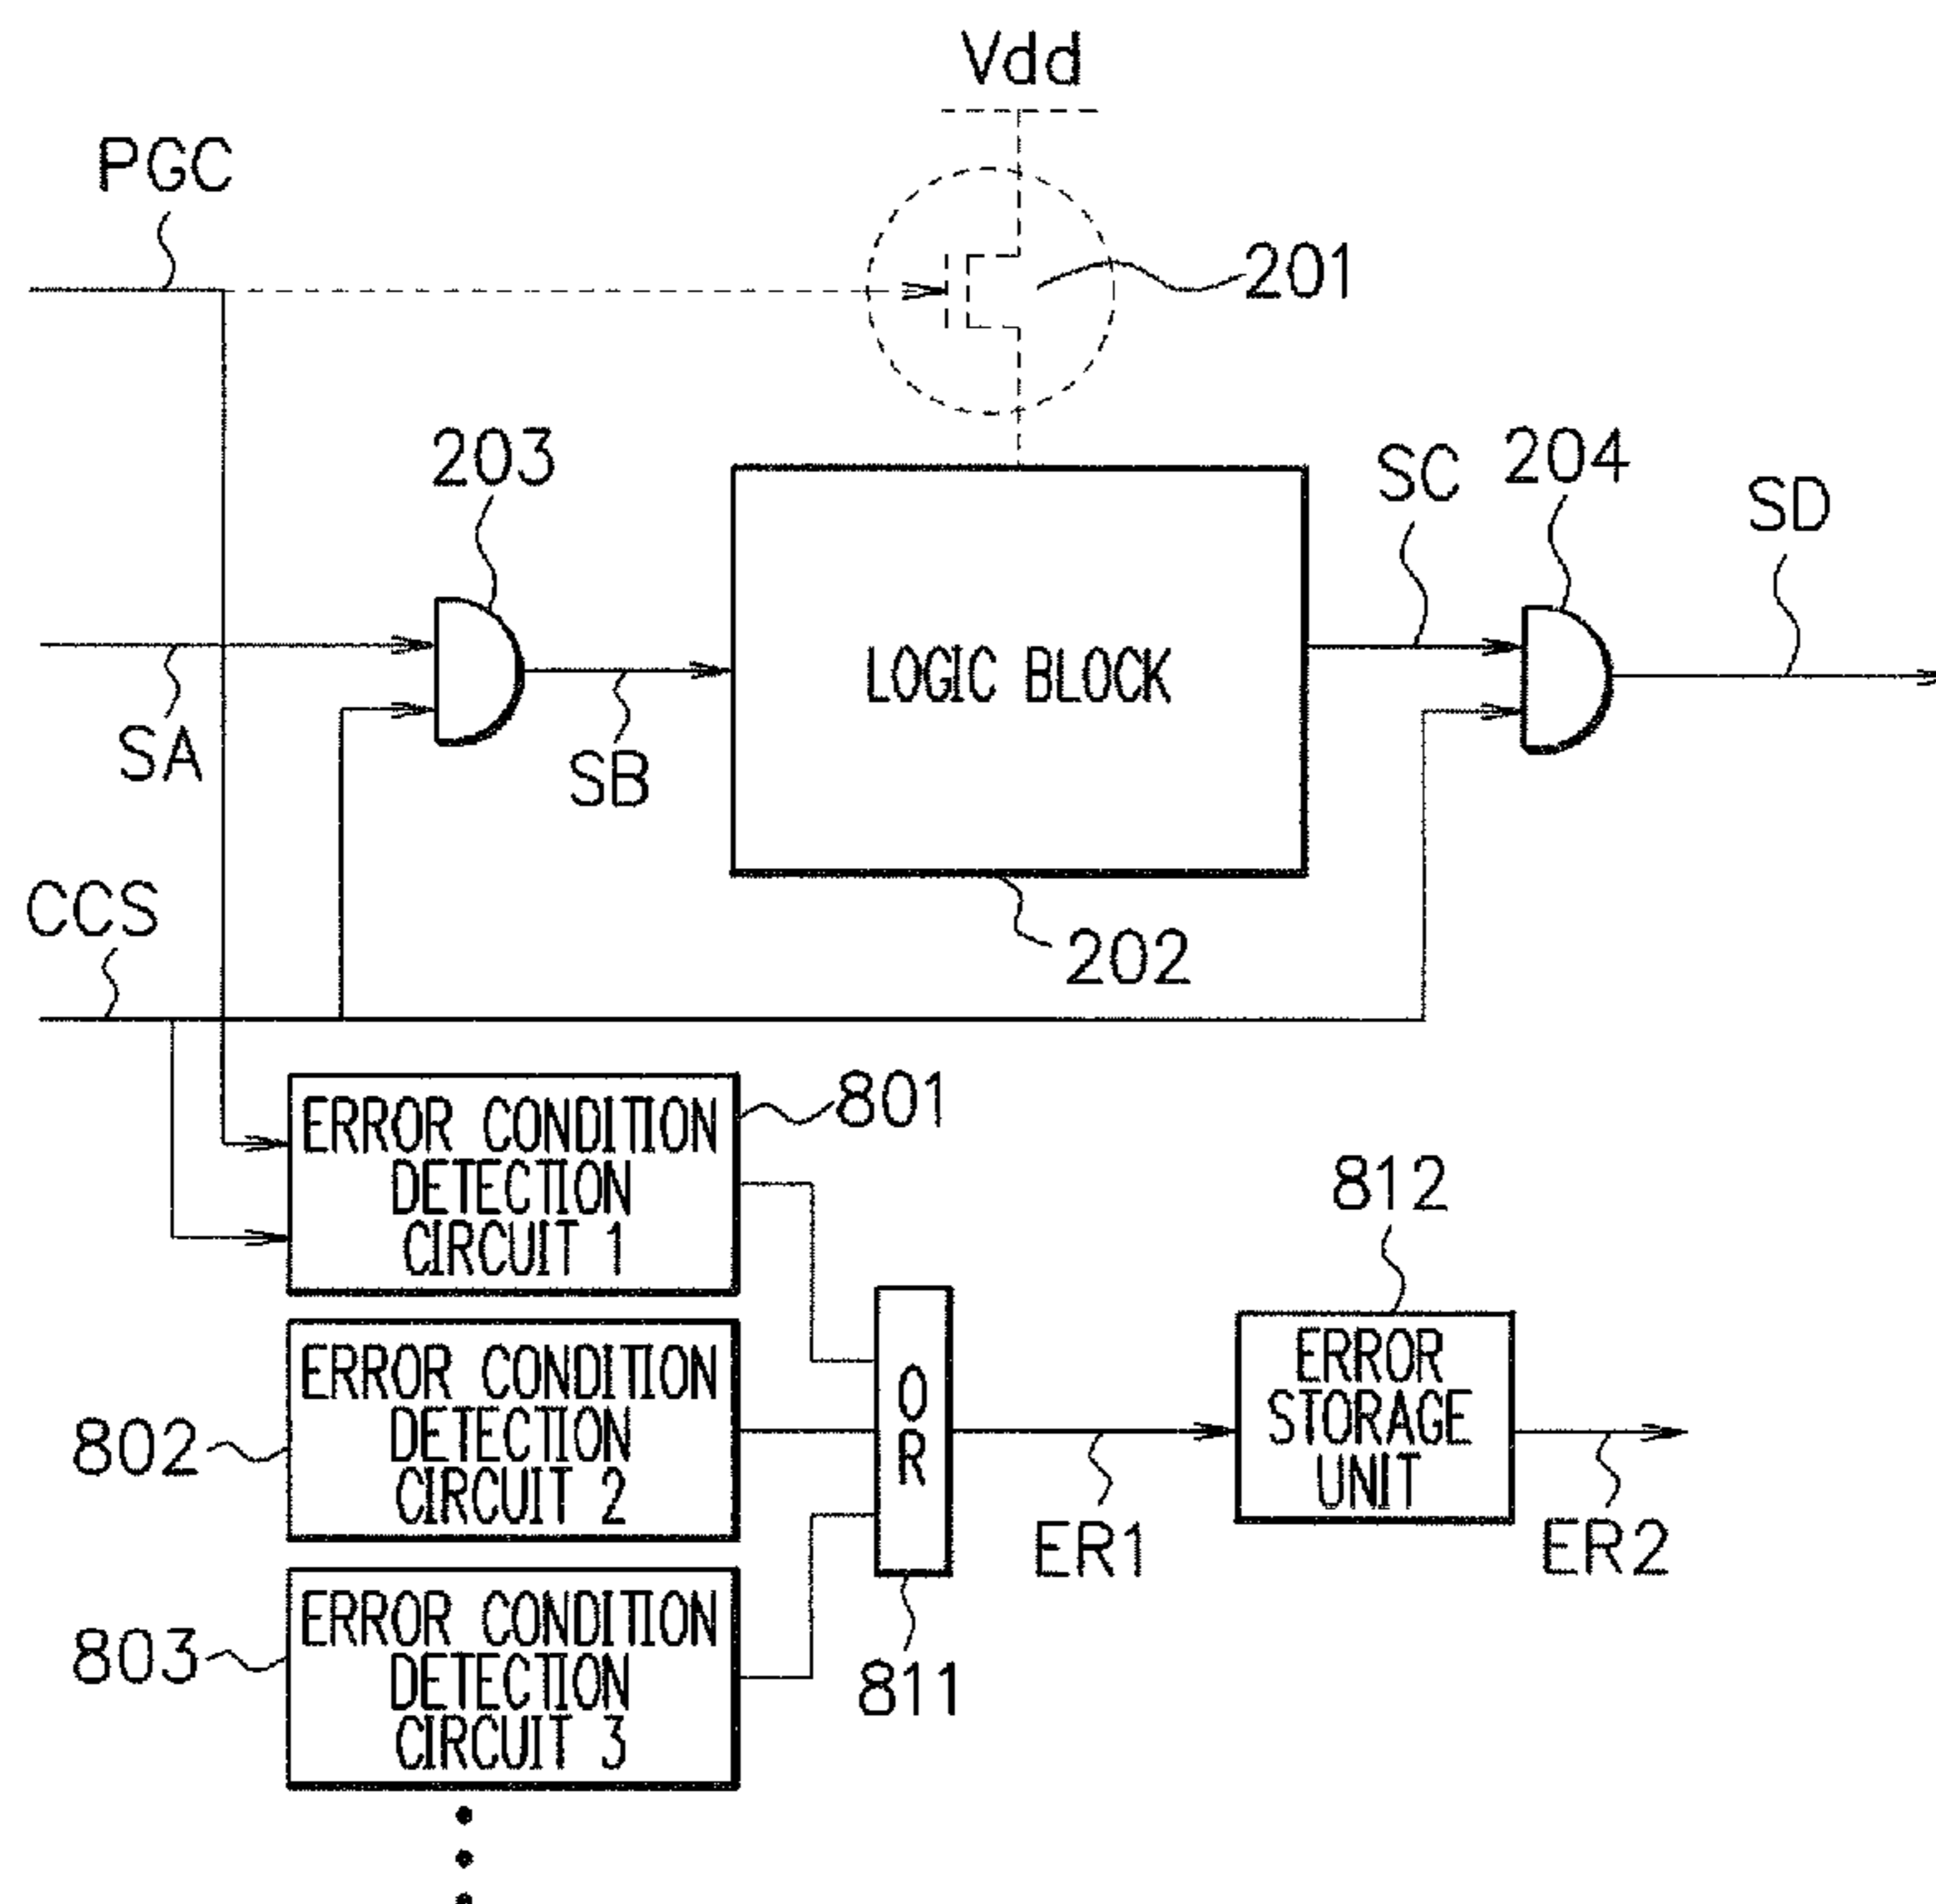 Vdd
PGC
201
203
SC
204
SD
LOGIC BLOCK
SA
SB
CCS
202
ERROR CONDITION
DETECTION
CIRCUIT 1
801
812
ERROR CONDITION
DETECTION
CIRCUIT 2
802
OR
ERROR
STORAGE
UNIT
ER1
ER2
ERROR CONDITION
DETECTION
CIRCUIT 3
803
811